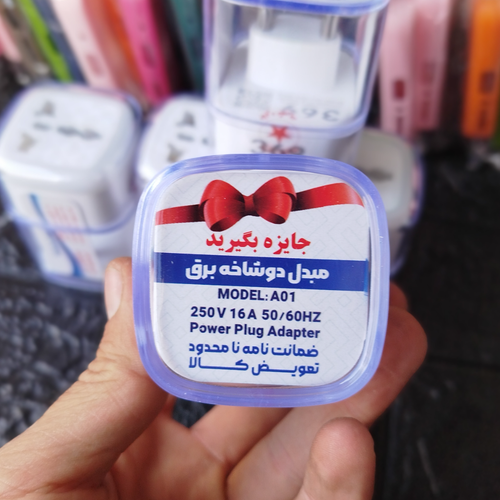 جایزه بگیرید
مبدل دوشاخه برق
MODEL:A01
250V 16A 50/60HZ
Power Plug Adapter
ضمانت نامه نا محدود
تعویض کالا
360